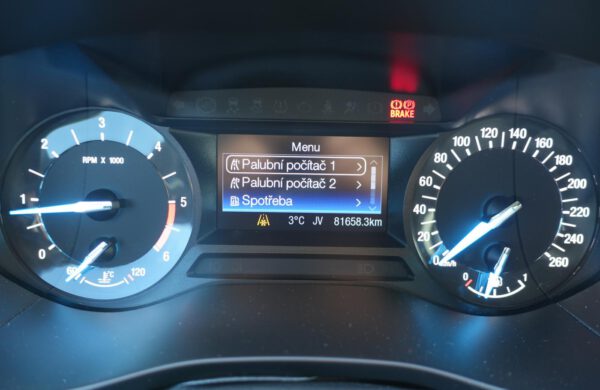 BRAKE
Menu
Palubní počítač 1
Palubní počítač 2
Spotřeba
3°C JV 81658.3km
0 1 2 3 4 5 6
RPM X 1000
60 °C 120
0 20 40 60 80 100 120 140 160 180 200 220 240 260
km/h
0 1